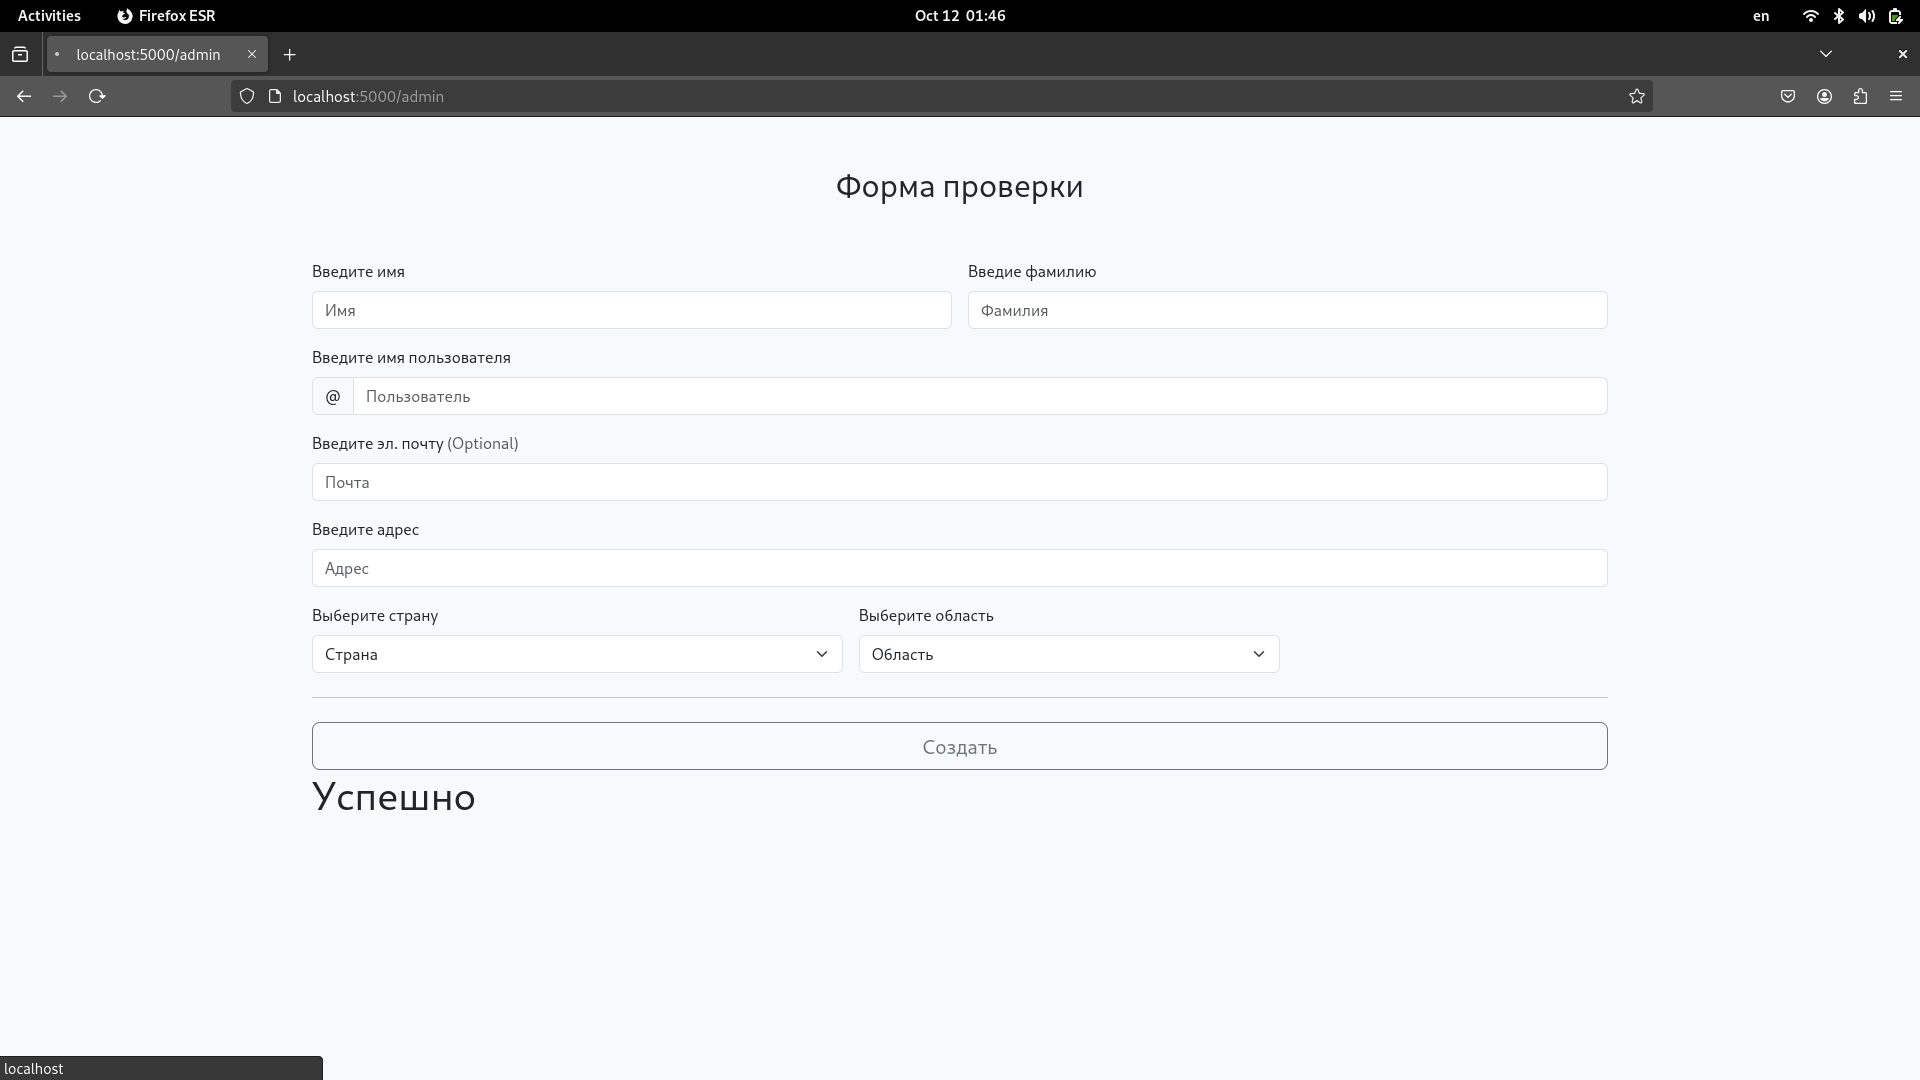 Activities Firefox ESR Oct 12 01:46 en
localhost:5000/admin
localhost:5000/admin
Форма проверки
Введите имя Введие фамилию
Имя Фамилия
Введите имя пользователя
@ Пользователь
Введите эл. почту (Optional)
Почта
Введите адрес
Адрес
Выберите страну Выберите область
Страна Область
Создать
Успешно
localhost